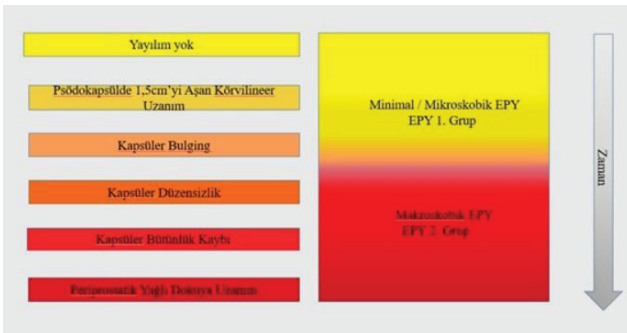 Yayılım yok
Psödokapsülde 1,5cm'yi Aşan Körvilineer
Uzanım
Kapsüler Bulging
Kapsüler Düzensizlik
Kapsüler Bütünlük Kaybı
Periprostatik Yağlı Dokuya Uzanım
Minimal / Mikroskobik EPY
EPY 1. Grup
Makroskobik EPY
EPY 2. Grup
Zaman